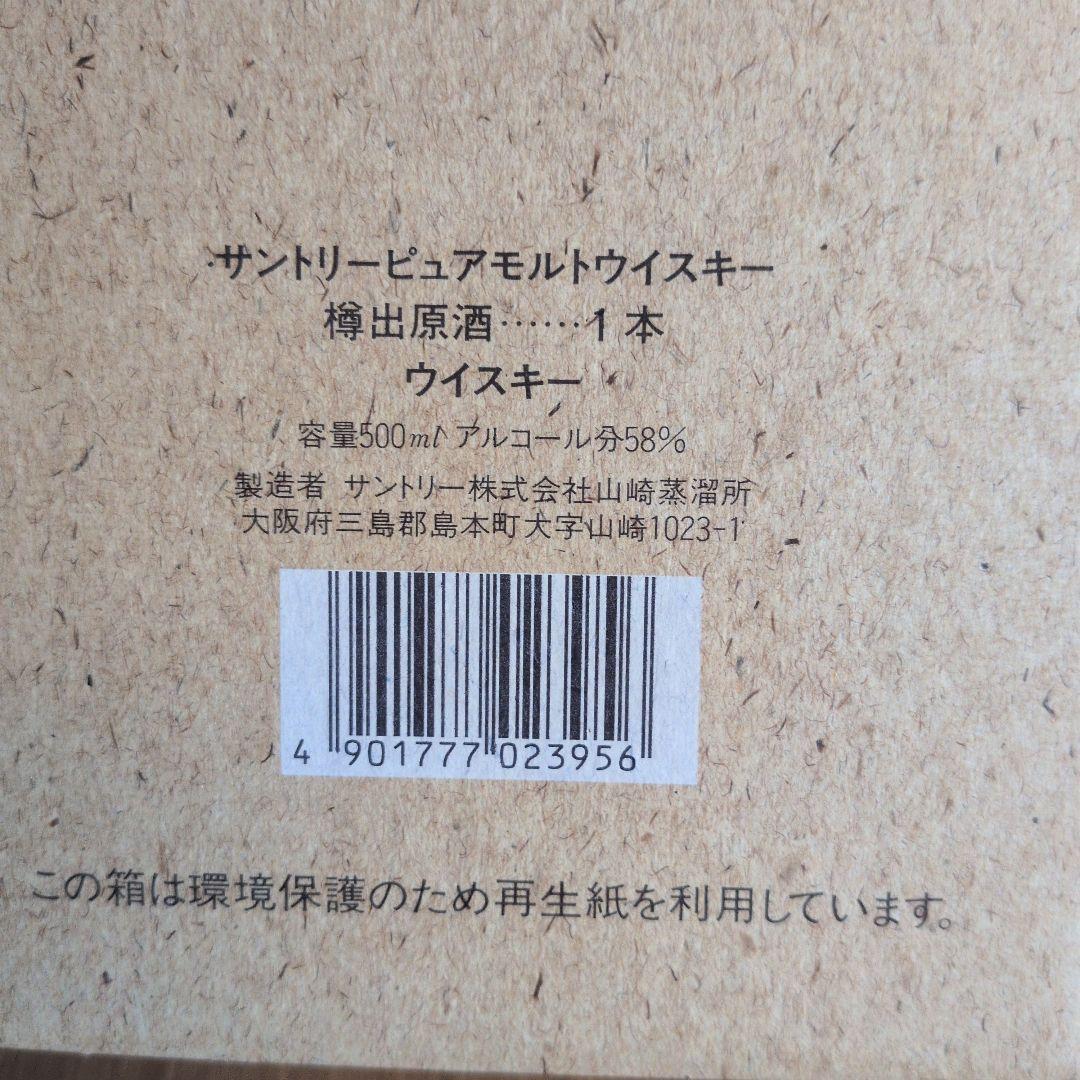 サントリーピュアモルトウイスキー
樽出原酒……1本
ウイスキー
容量500ml アルコール分58%
製造者 サントリー株式会社山崎蒸溜所
大阪府三島郡島本町大字山崎1023-1
4 901777 023956
この箱は環境保護のため再生紙を利用しています。